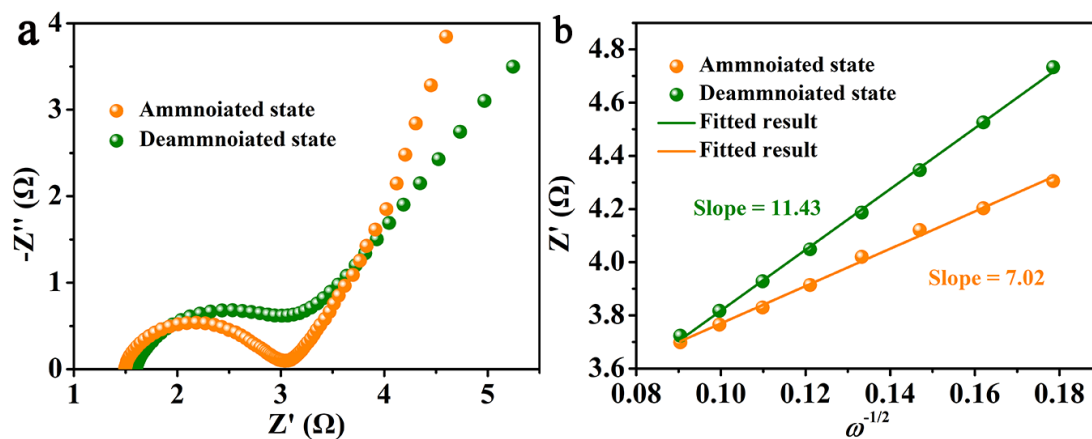 a
4
3
2
1
0
-Z'' (Ω)
Ammnoiated state
Deammnoiated state
1 2 3 4 5
Z' (Ω)
b
4.8
4.6
4.4
4.2
4.0
3.8
3.6
Z' (Ω)
Ammnoiated state
Deammnoiated state
Fitted result
Fitted result
Slope = 11.43
Slope = 7.02
0.08 0.10 0.12 0.14 0.16 0.18
ω-1/2